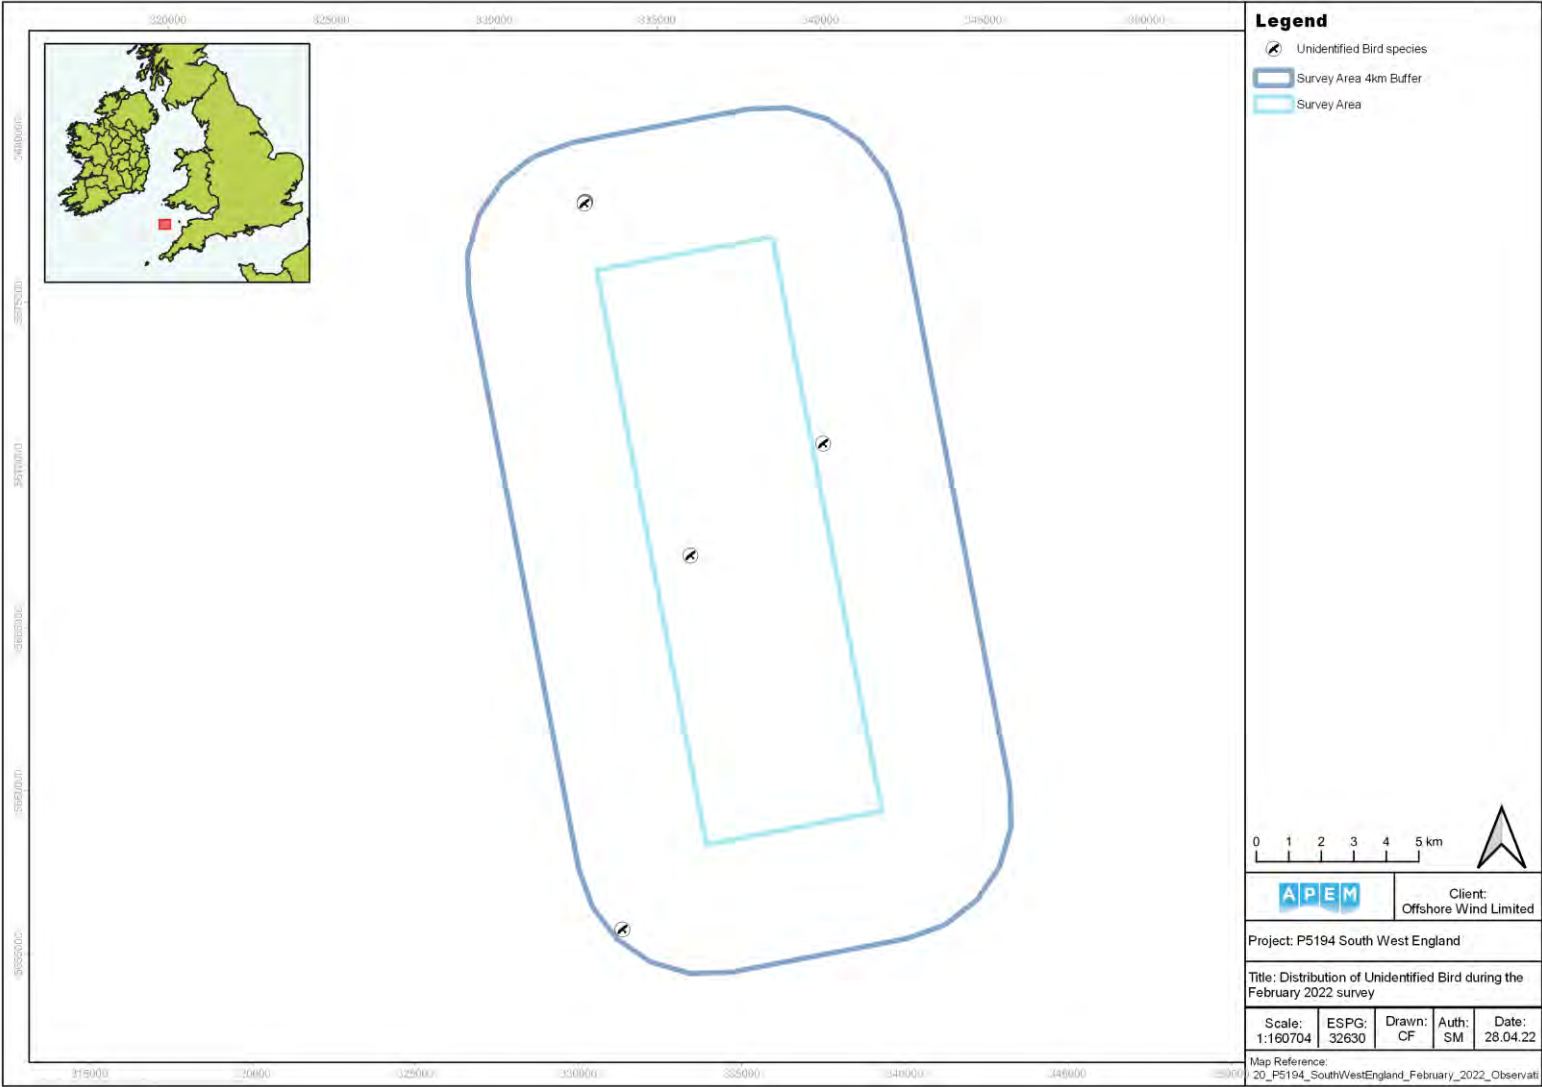 320000 325000 330000 335000 340000 345000 350000
Legend
Unidentified Bird species
Survey Area 4km Buffer
Survey Area
0 1 2 3 4 5 km
APEM
Client:
Offshore Wind Limited
Project: P5194 South West England
Title: Distribution of Unidentified Bird during the
February 2022 survey
Scale:
1:160704
ESPG:
32630
Drawn:
CF
Auth:
SM
Date:
28.04.22
Map Reference:
20_P5194_SouthWestEngland_February_2022_Observati
315000 320000 325000 330000 335000 340000 345000 350000